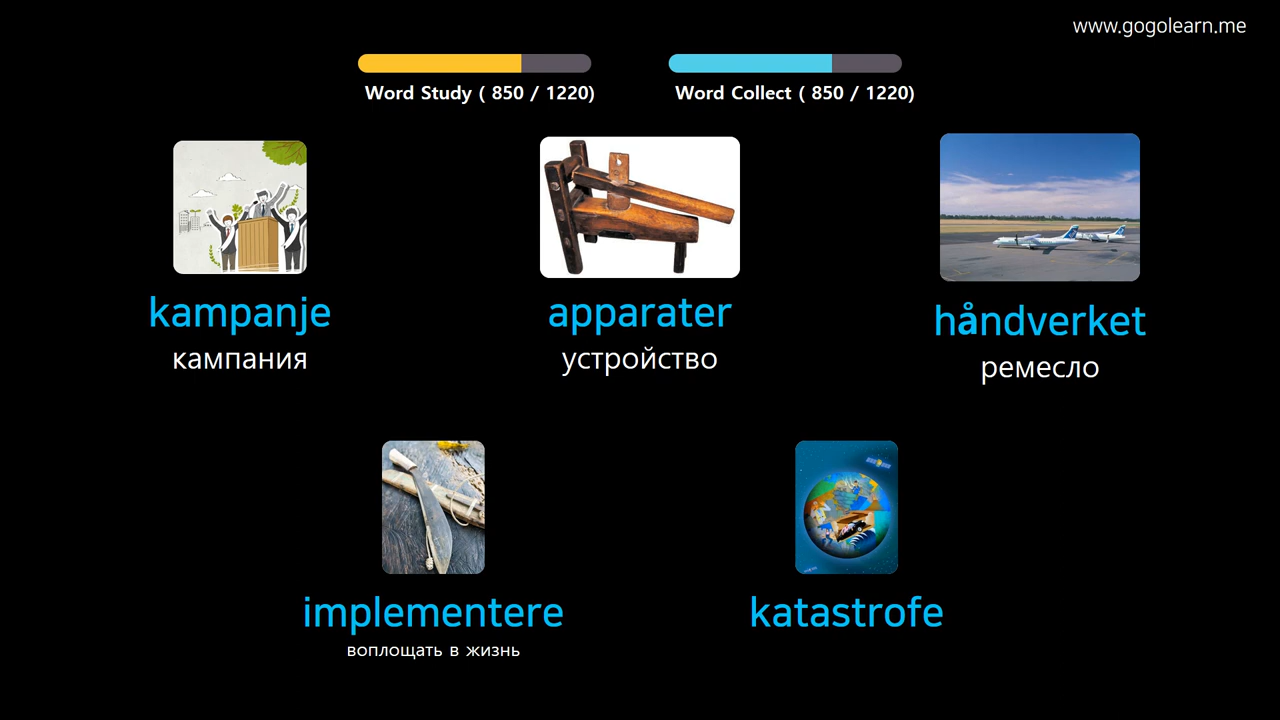 www.gogolearn.me
Word Study ( 850 / 1220)
Word Collect ( 850 / 1220)
kampanje
кампания
apparater
устройство
håndverket
ремесло
implementere
воплощать в жизнь
katastrofe